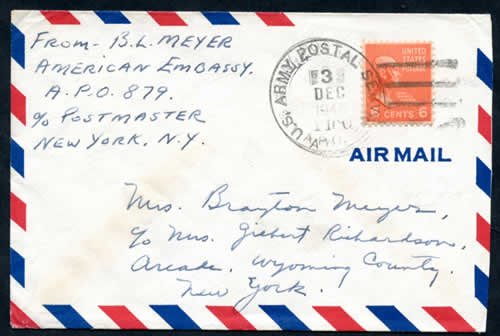 FROM- B.L. MEYER
AMERICAN EMBASSY.
A.P.O. 879.
c/o POSTMASTER
NEW YORK, N.Y.
U.S. ARMY POSTAL
3
DEC
UNITED STATES
6 CENTS 6
AIR MAIL
Mrs. Brayton Meyer,
c/o Mrs. Gilbert Richardson,
Arcade, Wyoming County.
New York.